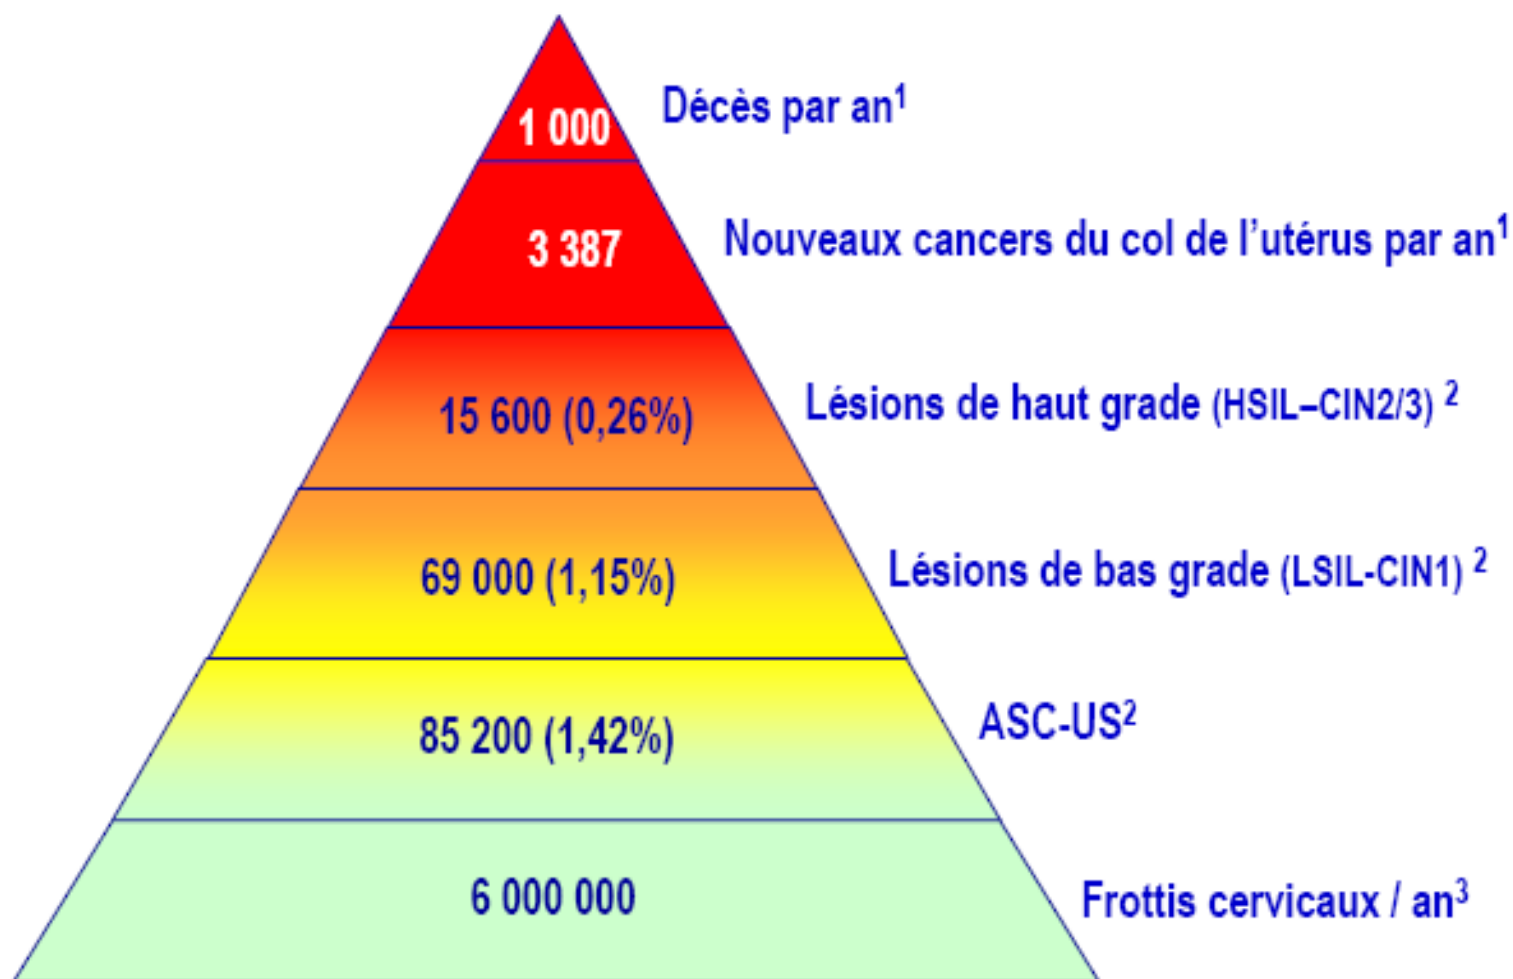 1 000 Décès par an¹
3 387 Nouveaux cancers du col de l’utérus par an¹
15 600 (0,26%) Lésions de haut grade (HSIL–CIN2/3) ²
69 000 (1,15%) Lésions de bas grade (LSIL-CIN1) ²
85 200 (1,42%) ASC-US²
6 000 000 Frottis cervicaux / an³